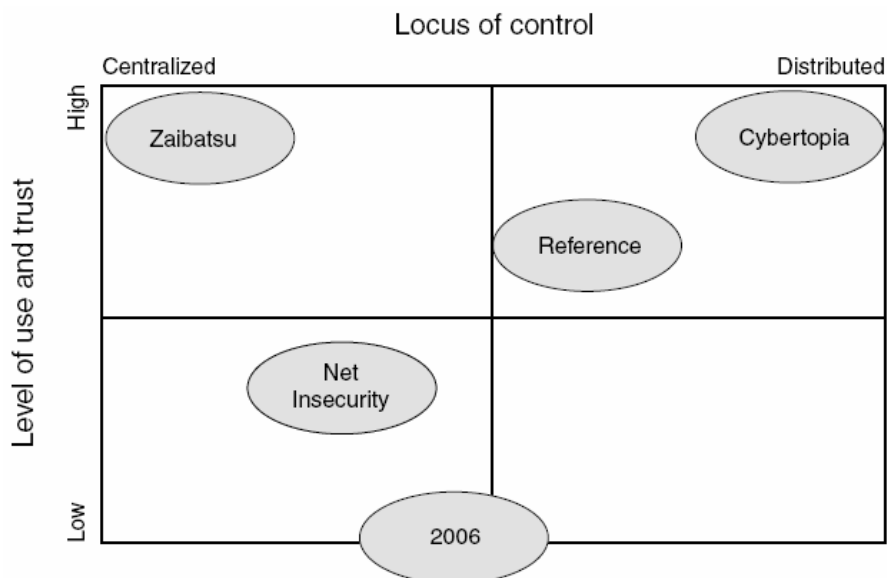 Locus of control
Centralized
Distributed
High
Zaibatsu
Cybertopia
Reference
Level of use and trust
Net
Insecurity
Low
2006